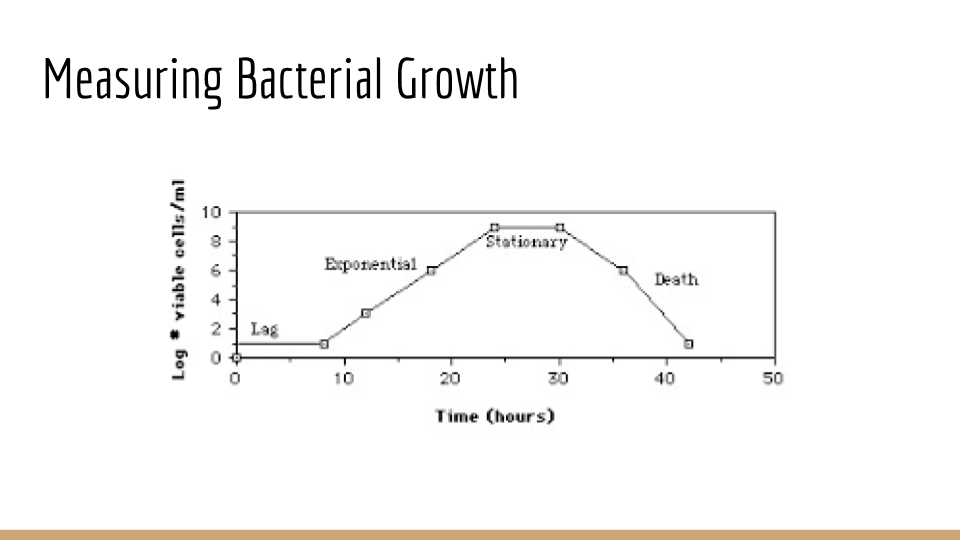 Measuring Bacterial Growth
Log # viable cells/ml
10
8
6
4
2
0
Lag
Exponential
Stationary
Death
0 10 20 30 40 50
Time (hours)